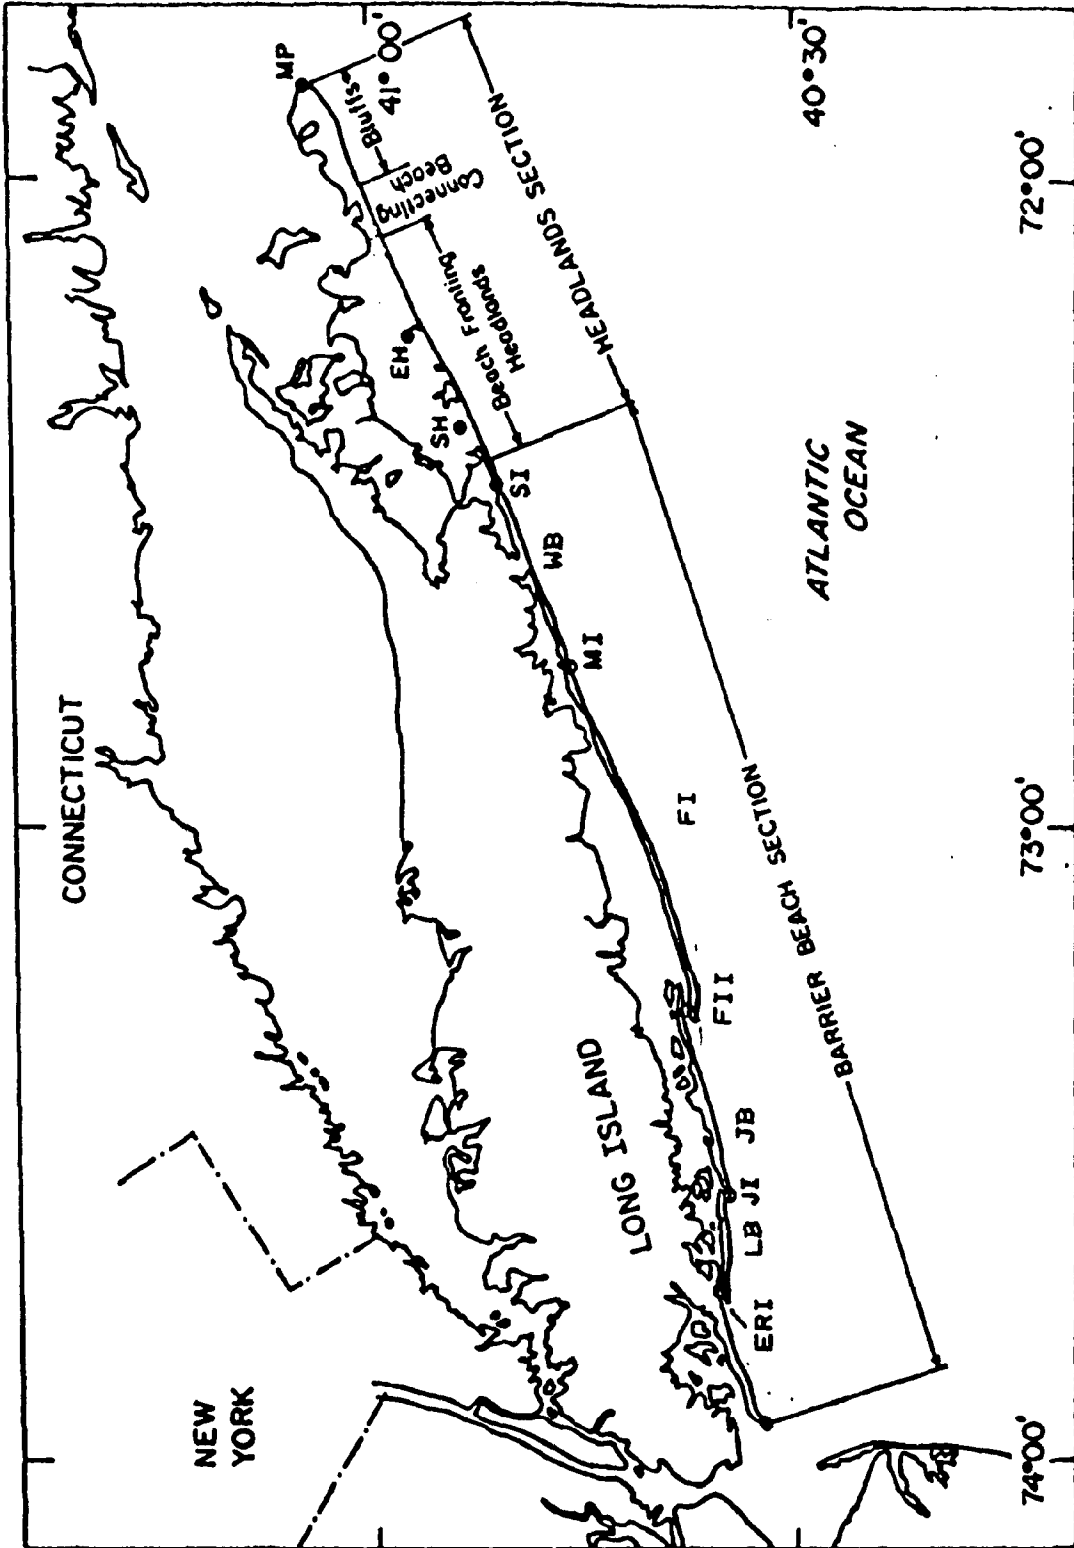 CONNECTICUT
NEW
YORK
LONG ISLAND
MP
Bluffs
41° 00'
Connecting
Beach
Beach Fronting
Headlands
HEADLANDS SECTION
EH
SH
SI
WB
MI
FI
FII
JB
JI
LB
ERI
BARRIER BEACH SECTION
ATLANTIC
OCEAN
40°30'
74°00'
73°00'
72°00'